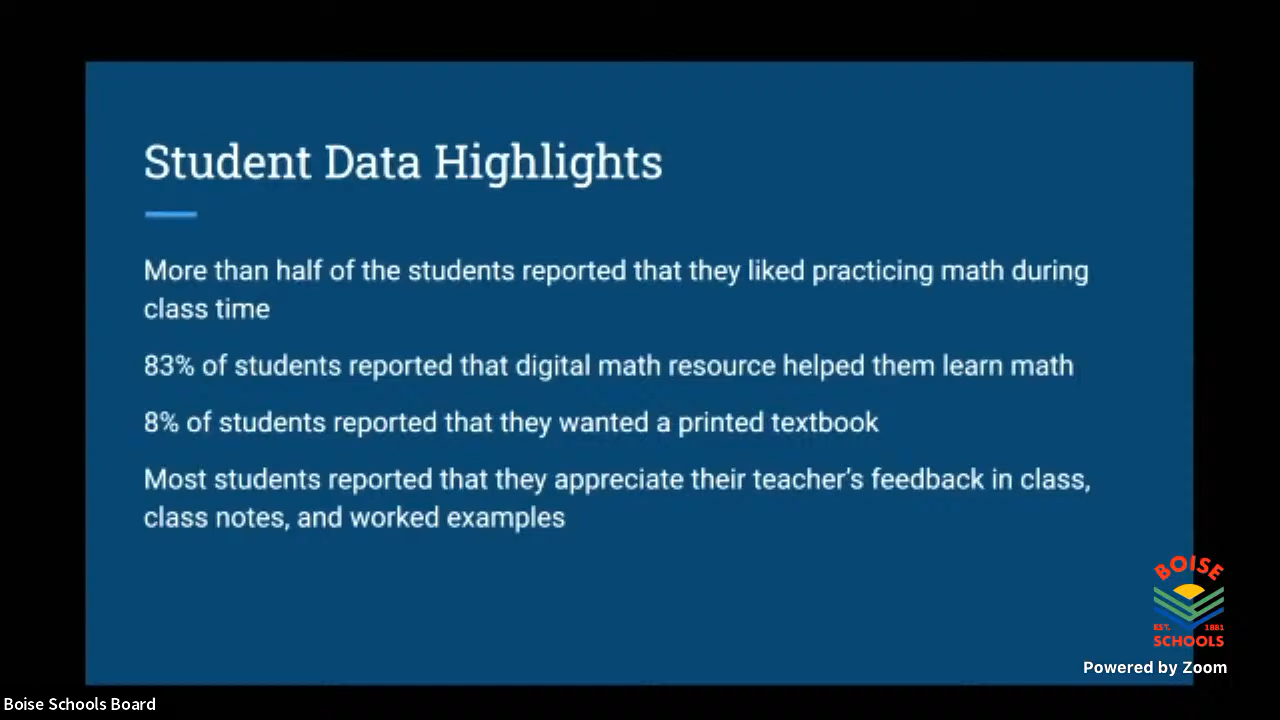 Student Data Highlights
More than half of the students reported that they liked practicing math during
class time
83% of students reported that digital math resource helped them learn math
8% of students reported that they wanted a printed textbook
Most students reported that they appreciate their teacher's feedback in class,
class notes, and worked examples
BOISE
EST. 1881
SCHOOLS
Powered by Zoom
Boise Schools Board